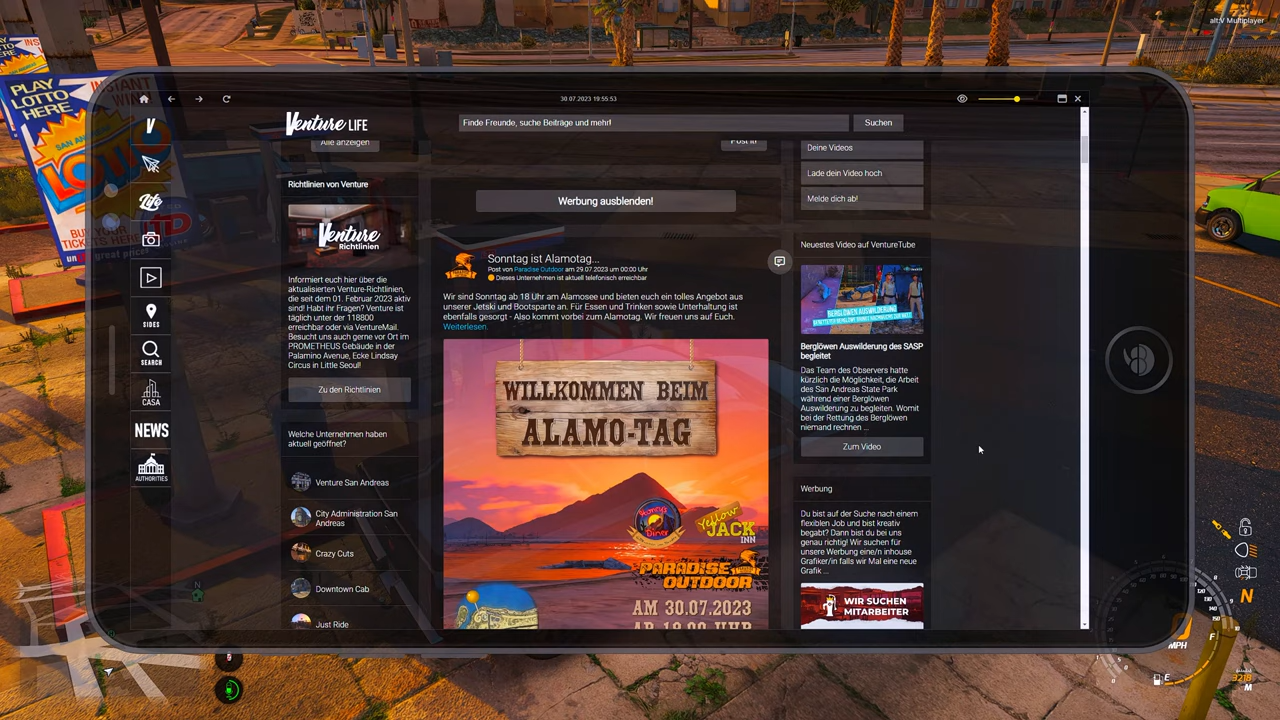 alt:V Multiplayer
PLAY
LOTTO
HERE
30.07.2023 19:55:53
Venture LIFE
Finde Freunde, suche Beiträge und mehr!
Suchen
Alle anzeigen
Richtlinien von Venture
Venture
Richtlinien
Informiert euch hier über die
aktualisierten Venture-Richtlinien,
die seit dem 01. Februar 2023 aktiv
sind! Habt ihr Fragen? Venture ist
täglich unter 118800
erreichbar oder via VentureMail.
Besucht uns auch gerne vor Ort im
PROMETHEUS Gebäude in der
Palamino Avenue, Ecke Lindsay
Circus in Little Seoul!
Zu den Richtlinien
Welche Unternehmen haben
aktuell geöffnet?
Venture San Andreas
City Administration San
Andreas
Crazy Cuts
Downtown Cab
Just Ride
Post it!
Werbung ausblenden!
Sonntag ist Alamotag...
Post von Paradise Outdoor am 29.07.2023 um 00:00 Uhr
Dieses Unternehmen ist aktuell telefonisch erreichbar
Wir sind Sonntag ab 18 Uhr am Alamosee und bieten euch ein tolles Angebot aus
unserer Jetski und Bootsparte an. Für Essen und Trinken sowie Unterhaltung ist
ebenfalls gesorgt - Also kommt vorbei zum Alamotag. Wir freuen uns auf Euch.
Weiterlesen.
WILLKOMMEN BEIM
ALAMO-TAG
Diner
Yellow
JACK
INN
PARADISE
OUTDOOR
AM 30.07.2023
AB 18.00 UHR
Deine Videos
Lade dein Video hoch
Melde dich ab!
Neuestes Video auf VentureTube
BERGLÖWEN AUSWILDERUNG
Berglöwen Auswilderung des SASP
begleitet
Das Team des Observers hatte
kürzlich die Möglichkeit, die Arbeit
des San Andreas State Park
während einer Berglöwen
Auswilderung zu begleiten. Womit
bei der Rettung des Berglöwen
niemand rechnen ...
Zum Video
Werbung
Du bist auf der Suche nach einem
flexiblen Job und bist kreativ
begabt? Dann bist du bei uns
genau richtig! Wir suchen für
unsere Werbung eine/n inhouse
Grafiker/in falls wir Mal eine neue
Grafik ...
WIR SUCHEN
MITARBEITER
V
Life
SIDES
SEARCH
CASA
NEWS
AUTHORITIES
N
N
MPH
F
E
3218
M